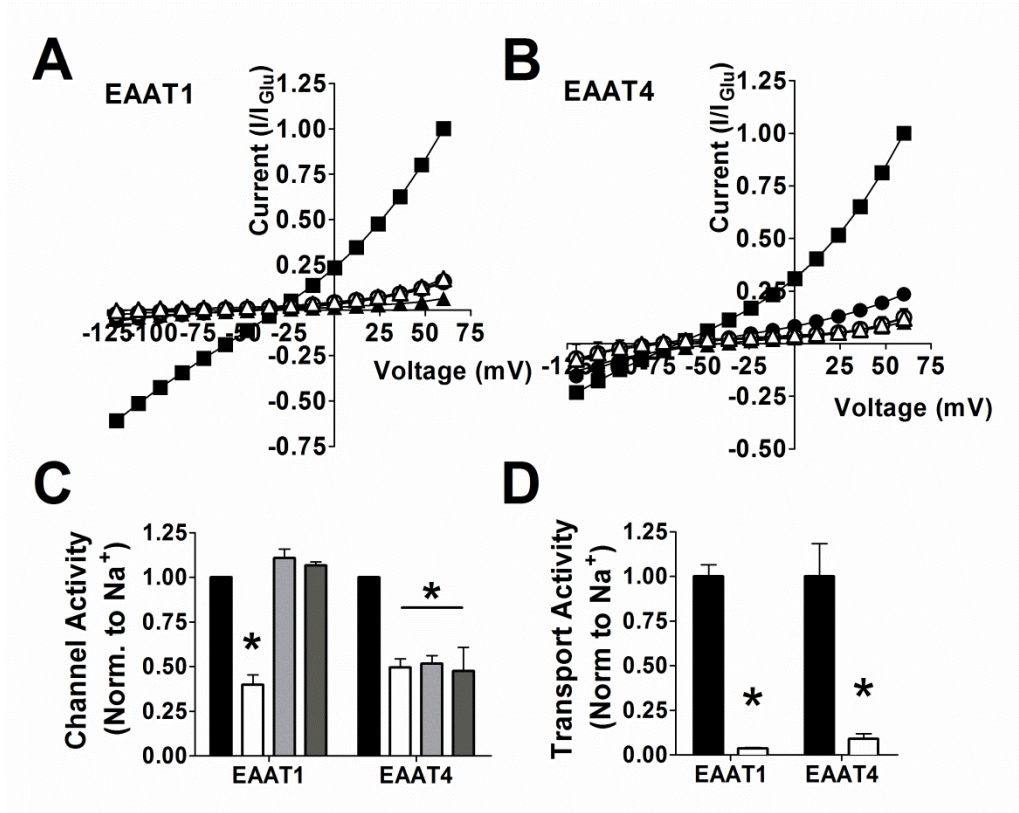 A
EAAT1
Current (I/I_Glu)
1.25
1.00
0.75
0.50
0.25
-125 -100 -75 -50 -25 25 50 75
-0.25
-0.50
-0.75
Voltage (mV)
B
EAAT4
Current (I/I_Glu)
1.25
1.00
0.75
0.50
0.25
-75 -50 -25 25 50 75
-0.25
-0.50
Voltage (mV)
C
Channel Activity
(Norm. to Na⁺)
1.25
1.00
0.75
0.50
0.25
0.00
*
*
EAAT1 EAAT4
D
Transport Activity
(Norm to Na⁺)
1.25
1.00
0.75
0.50
0.25
0.00
*
*
EAAT1 EAAT4